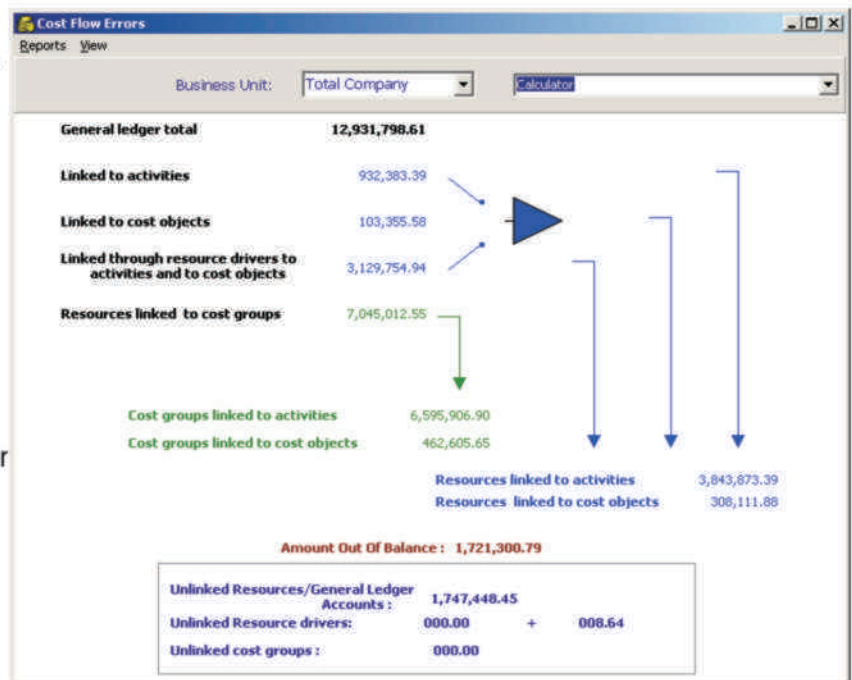 Cost Flow Errors
Reports View
Business Unit: Total Company Calculator
General ledger total 12,931,798.61
Linked to activities 932,383.39
Linked to cost objects 103,355.58
Linked through resource drivers to
activities and to cost objects 3,129,754.94
Resources linked to cost groups 7,045,012.55
Cost groups linked to activities 6,595,906.90
Cost groups linked to cost objects 462,605.65
r
Resources linked to activities 3,843,873.39
Resources linked to cost objects 308,111.88
Amount Out Of Balance : 1,721,300.79
Unlinked Resources/General Ledger
Accounts : 1,747,448.45
Unlinked Resource drivers: 000.00 + 008.64
Unlinked cost groups : 000.00